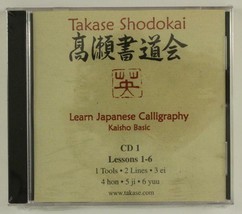 Takase Shodokai
高瀬書道会
英
Learn Japanese Calligraphy
Kaisho Basic
CD 1
Lessons 1-6
1 Tools • 2 Lines • 3 ei
4 hon • 5 ji • 6 yuu
www.takase.com